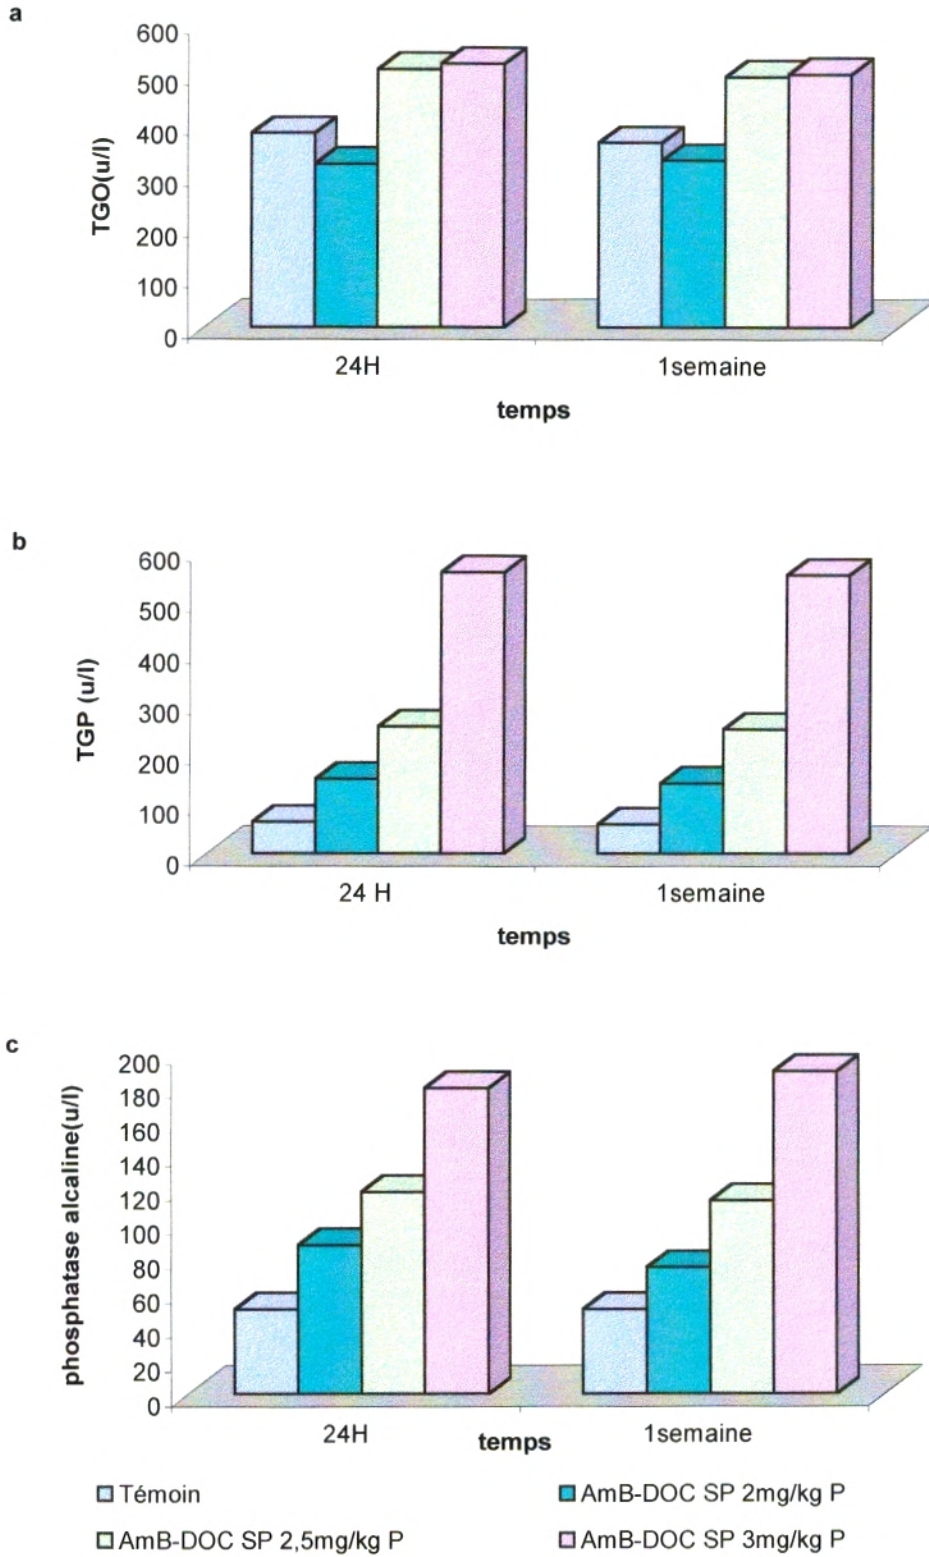 a
600
500
400
300
200
100
0
TGO(u/l)
24H 1semaine
temps
b
600
500
400
300
200
100
0
TGP (u/l)
24 H 1semaine
temps
c
200
180
160
140
120
100
80
60
40
20
0
phosphatase alcaline(u/l)
24H 1semaine
temps
Témoin AmB-DOC SP 2mg/kg P
AmB-DOC SP 2,5mg/kg P AmB-DOC SP 3mg/kg P